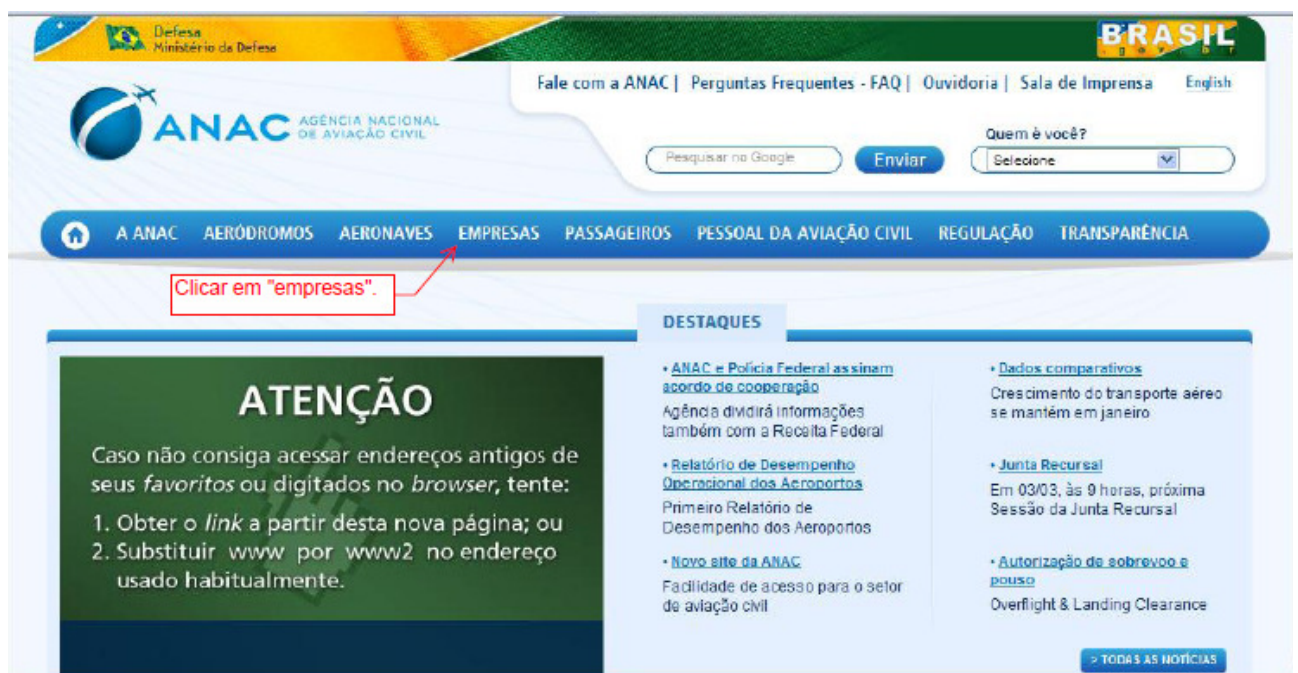 Defesa
Ministério da Defesa
BRASIL
Fale com a ANAC | Perguntas Frequentes - FAQ | Ouvidoria | Sala de Imprensa English
ANAC AGÊNCIA NACIONAL
DE AVIAÇÃO CIVIL
Quem è você?
Pesquisar no Google Enviar Selecione
A ANAC AERÓDROMOS AERONAVES EMPRESAS PASSAGEIROS PESSOAL DA AVIAÇÃO CIVIL REGULAÇÃO TRANSPARÊNCIA
Clicar em "empresas".
DESTAQUES
ATENÇÃO
Caso não consiga acessar endereços antigos de
seus favoritos ou digitados no browser, tente:
1. Obter o link a partir desta nova página; ou
2. Substituir www por www2 no endereço
usado habitualmente.
• ANAC e Polícia Federal assinam
acordo de cooperação
Agência dividirá informações
também com a Receita Federal
• Relatório de Desempenho
Operacional dos Aeroportos
Primeiro Relatório de
Desempenho dos Aeroportos
• Novo site da ANAC
Facilidade de acesso para o setor
de aviação civil
• Dados comparativos
Crescimento do transporte aéreo
se mantém em janeiro
• Junta Recursal
Em 03/03, às 9 horas, próxima
Sessão da Junta Recursal
• Autorização de sobrevoo e
pouso
Overflight & Landing Clearance
> TODAS AS NOTÍCIAS